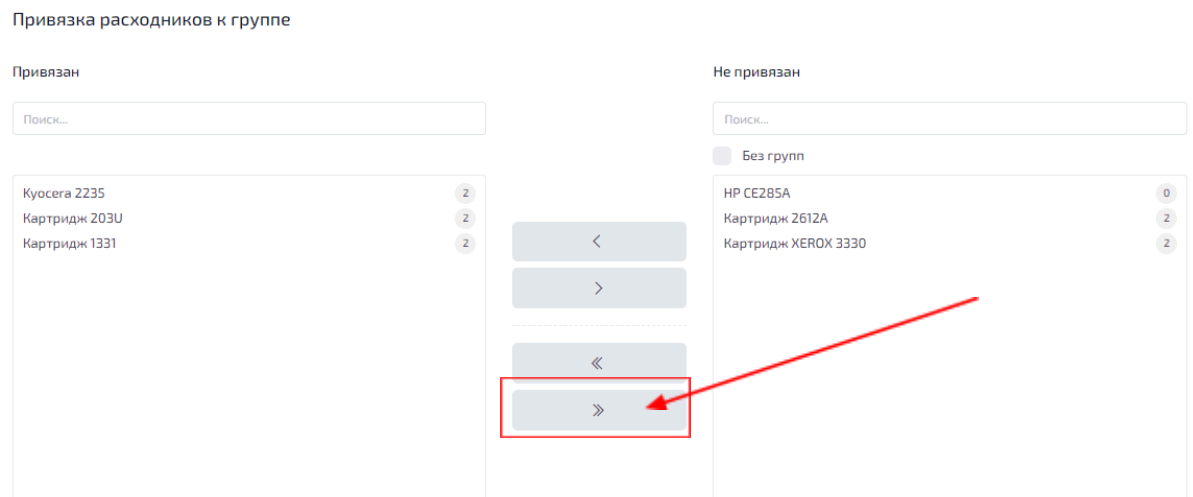 Привязка расходников к группе
Привязан
Поиск...
Kyocera 2235 2
Картридж 203U 2
Картридж 1331 2
<
>
«
»
Не привязан
Поиск...
Без групп
HP CE285A 0
Картридж 2612A 2
Картридж XEROX 3330 2